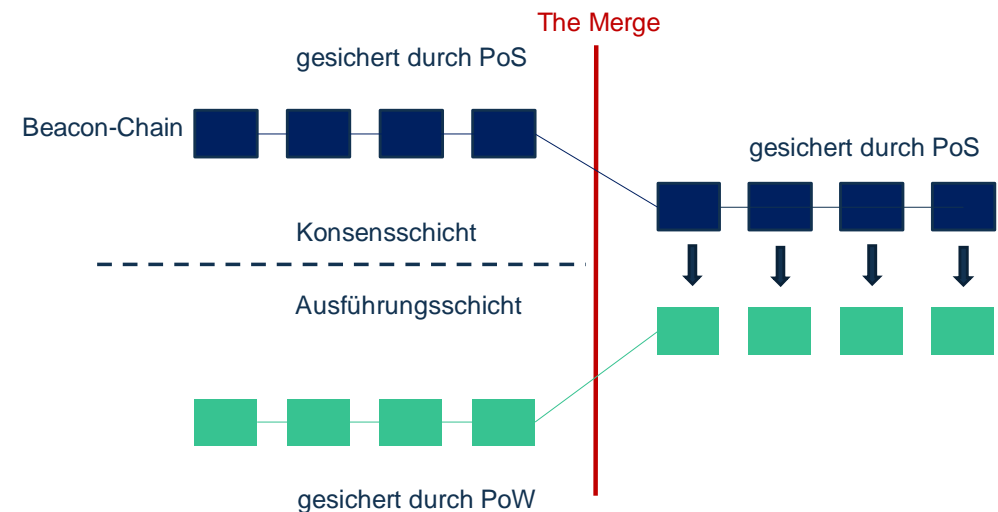 The Merge
gesichert durch PoS
Beacon-Chain
gesichert durch PoS
Konsensschicht
Ausführungsschicht
gesichert durch PoW